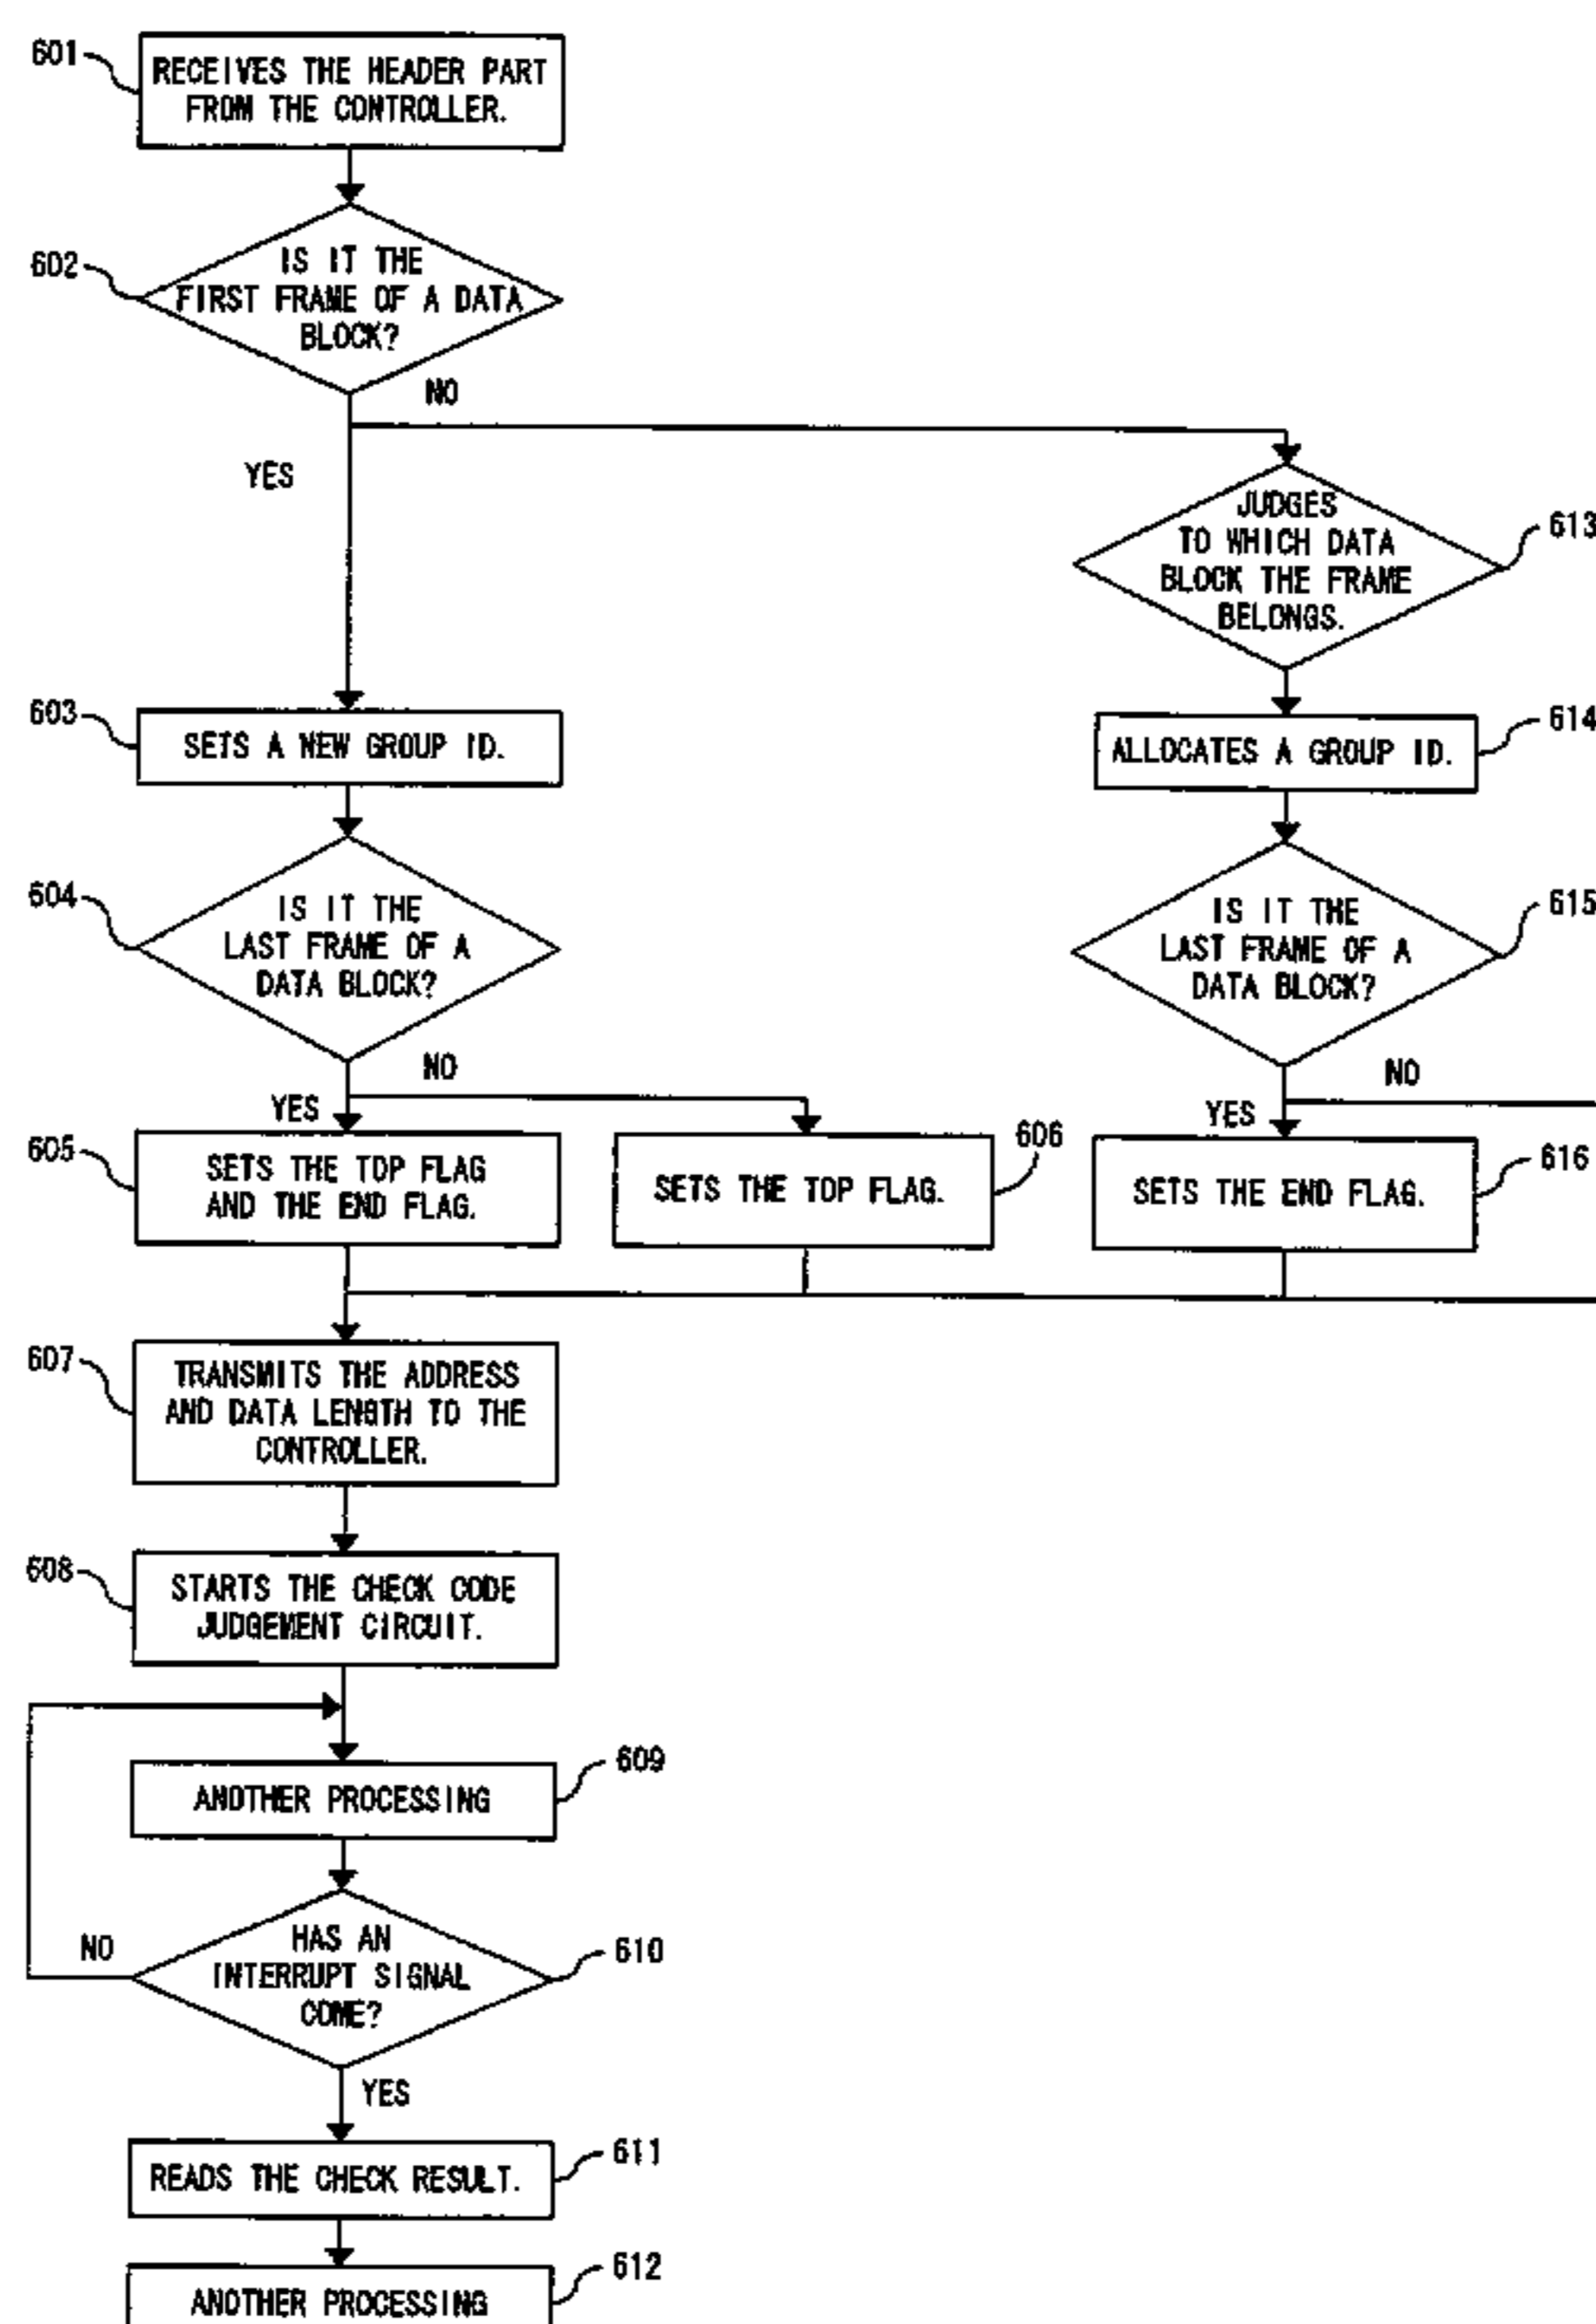 601
RECEIVES THE HEADER PART
FROM THE CONTROLLER.
602
IS IT THE
FIRST FRAME OF A DATA
BLOCK?
NO
YES
JUDGES
TO WHICH DATA
BLOCK THE FRAME
BELONGS.
613
603
SETS A NEW GROUP ID.
ALLOCATES A GROUP ID.
614
604
IS IT THE
LAST FRAME OF A
DATA BLOCK?
IS IT THE
LAST FRAME OF A
DATA BLOCK?
615
NO
YES
NO
YES
605
SETS THE TOP FLAG
AND THE END FLAG.
SETS THE TOP FLAG.
606
SETS THE END FLAG.
616
607
TRANSMITS THE ADDRESS
AND DATA LENGTH TO THE
CONTROLLER.
608
STARTS THE CHECK CODE
JUDGEMENT CIRCUIT.
ANOTHER PROCESSING
609
NO
HAS AN
INTERRUPT SIGNAL
COME?
610
YES
READS THE CHECK RESULT.
611
ANOTHER PROCESSING
612